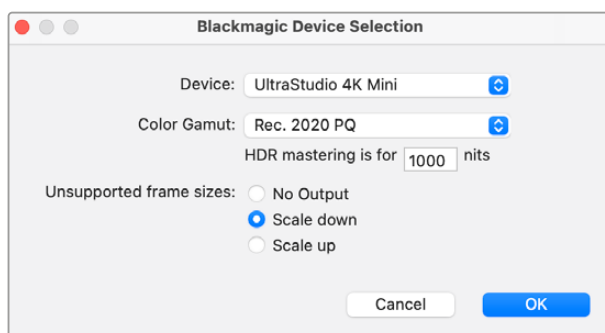 Blackmagic Device Selection
Device: UltraStudio 4K Mini
Color Gamut: Rec. 2020 PQ
HDR mastering is for 1000 nits
Unsupported frame sizes: No Output
Scale down
Scale up
Cancel OK